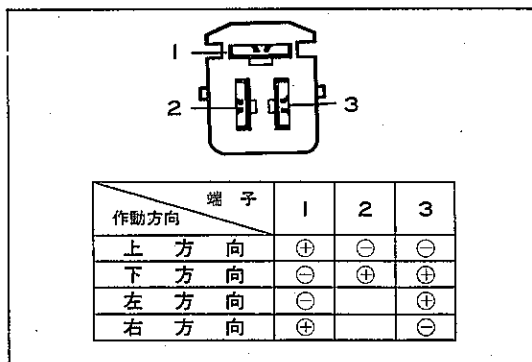 1
2 3
端子
作動方向 1 2 3
上方向 ⊕ ⊖ ⊖
下方向 ⊖ ⊕ ⊕
左方向 ⊖ ⊕
右方向 ⊕ ⊖